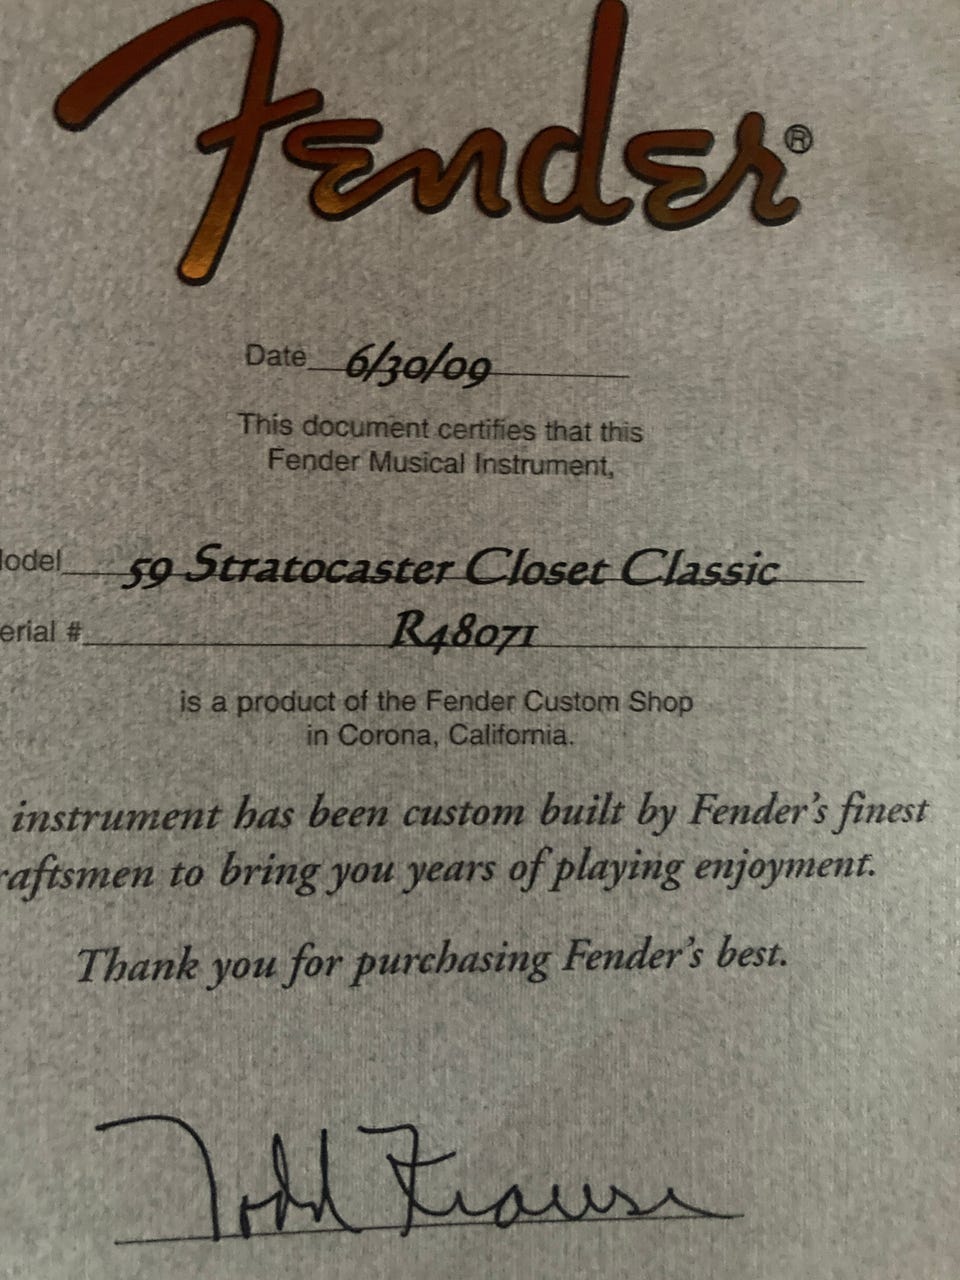 Fender®
Date 6/30/09
This document certifies that this
Fender Musical Instrument,
odel 59 Stratocaster Closet Classic
erial # R48071
is a product of the Fender Custom Shop
in Corona, California.
instrument has been custom built by Fender's finest
raftsmen to bring you years of playing enjoyment.
Thank you for purchasing Fender's best.
Todd Krause